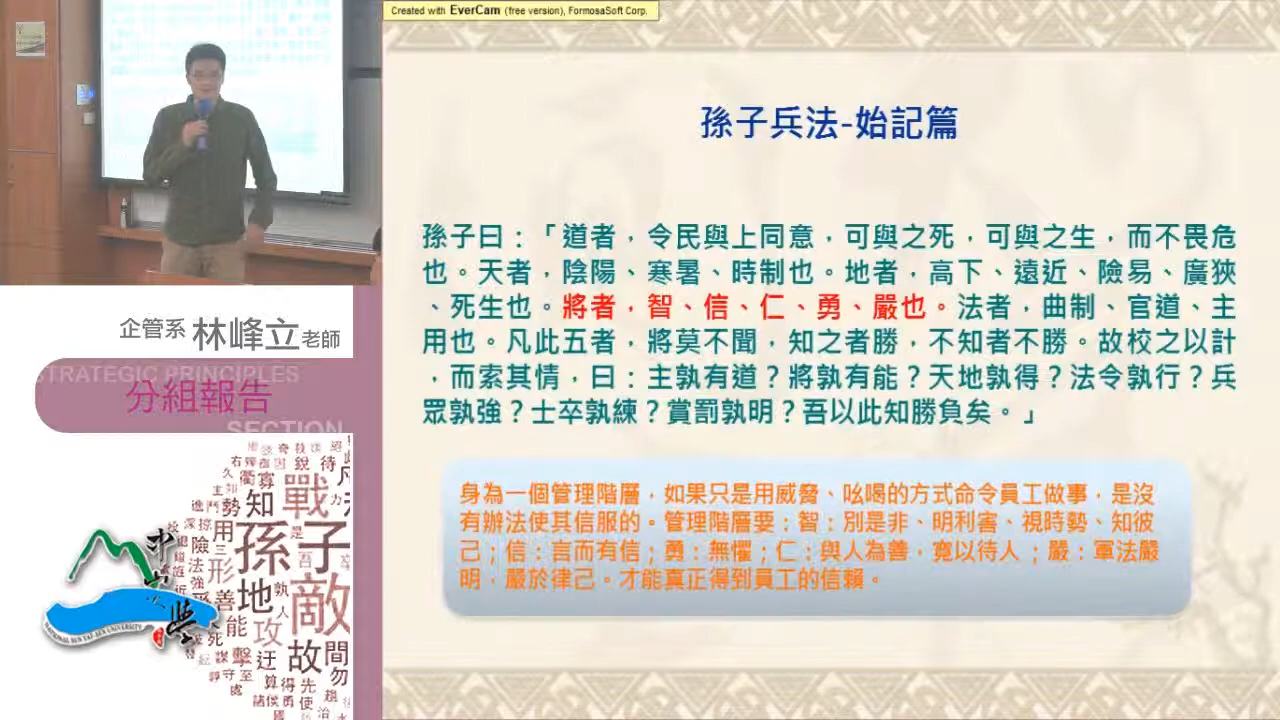 Created with EverCam (free version), FormosaSoft Corp.
孫子兵法-始記篇
孫子曰：「道者，令民與上同意，可與之死，可與之生，而不畏危
也。天者，陰陽、寒暑、時制也。地者，高下、遠近、險易、廣狹
、死生也。將者，智、信、仁、勇、嚴也。法者，曲制、官道、主
用也。凡此五者，將莫不聞，知之者勝，不知者不勝。故校之以計
，而索其情，曰：主孰有道？將孰有能？天地孰得？法令孰行？兵
眾孰強？士卒孰練？賞罰孰明？吾以此知勝負矣。」
身為一個管理階層，如果只是用威脅、吆喝的方式命令員工做事，是沒
有辦法使其信服的。管理階層要：智：別是非、明利害、視時勢、知彼
己；信：言而有信；勇：無懼；仁：與人為善，寬以待人；嚴：軍法嚴
明，嚴於律己。才能真正得到員工的信賴。
企管系 林峰立老師
STRATEGIC PRINCIPLES
分組報告
SECTION
戰
知
孫子
敵
地
攻
故
間
勿
用
形
善
能
中山大學
NATIONAL SUN YAT-SEN UNIVERSITY